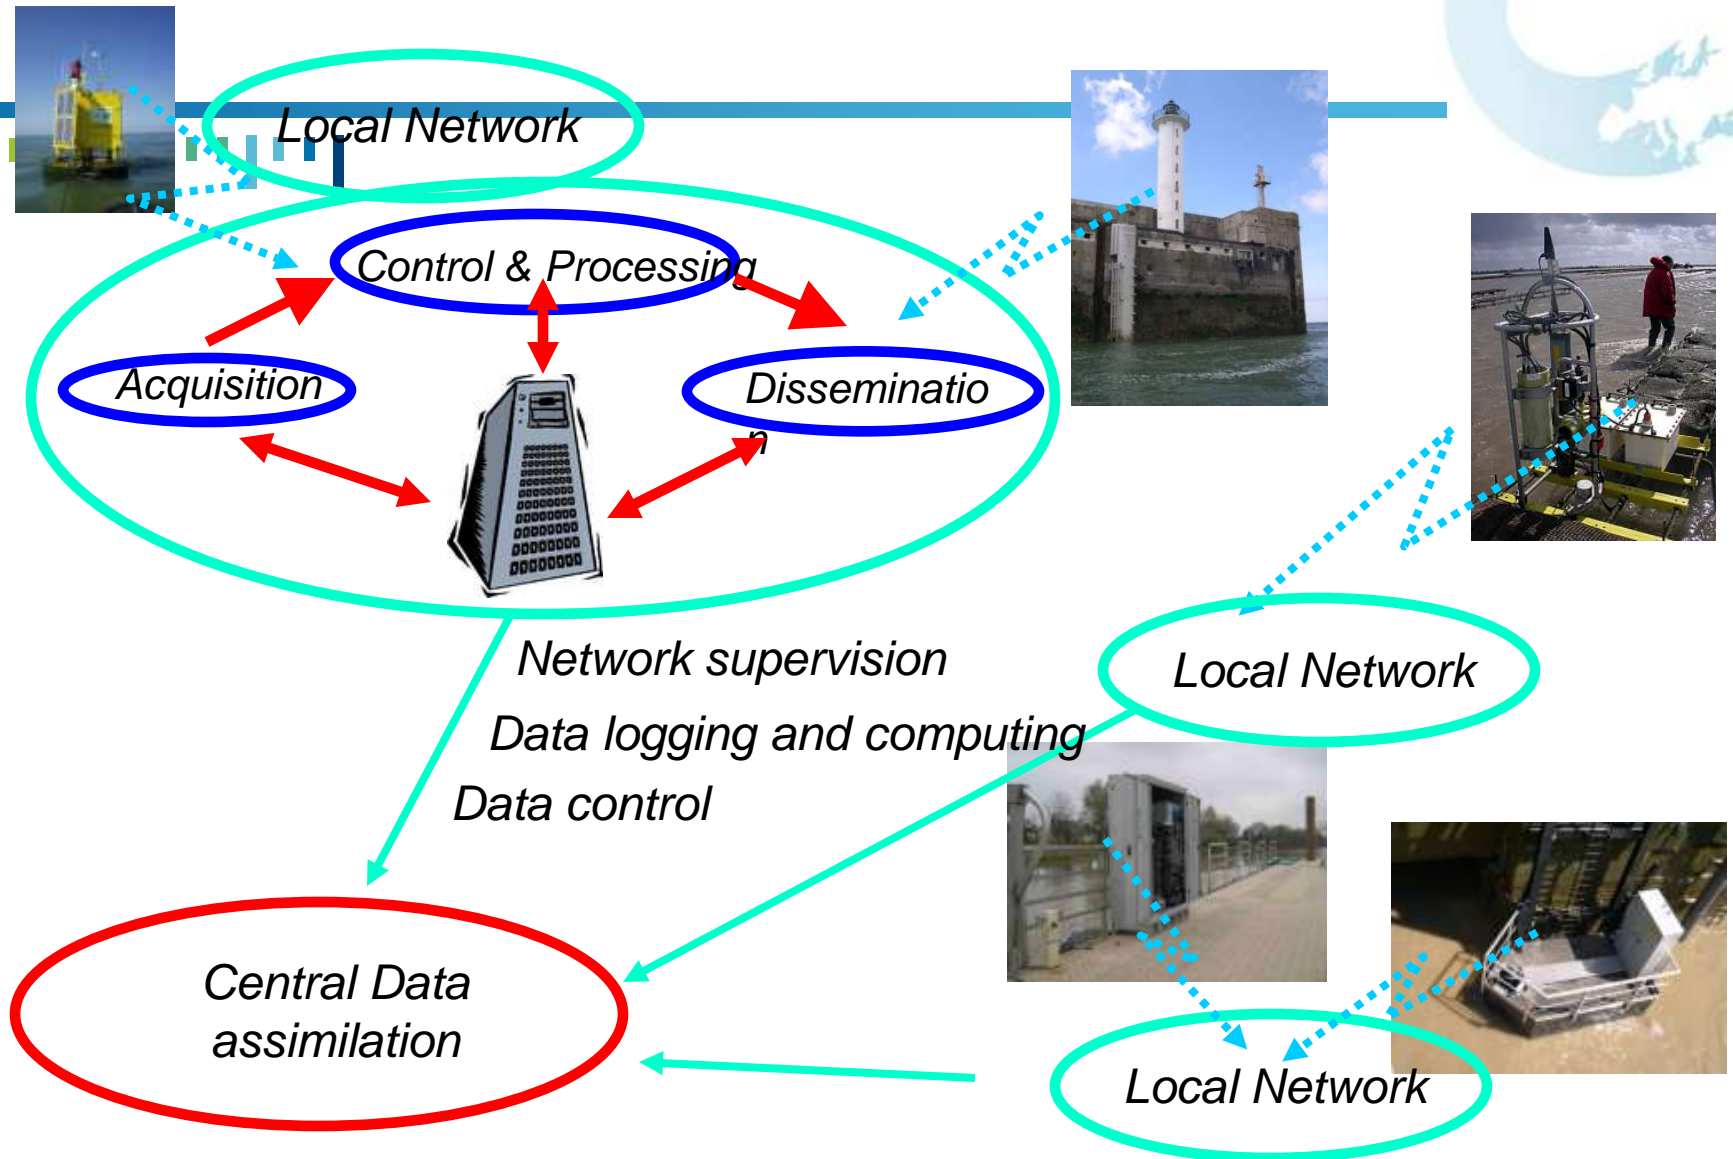 Local Network
Control & Processing
Acquisition
Disseminatio
n
Network supervision
Local Network
Data logging and computing
Data control
Central Data
assimilation
Local Network